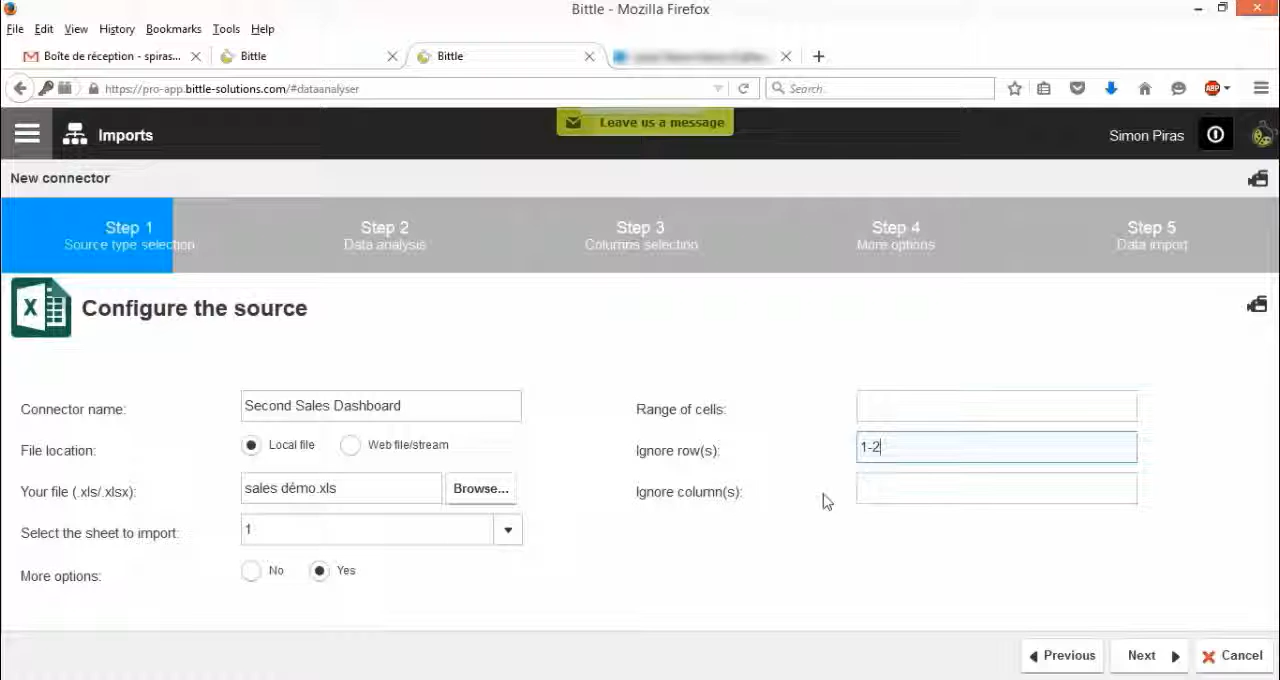 Bittle - Mozilla Firefox
File Edit View History Bookmarks Tools Help
Boîte de réception - spiras... Bittle Bittle
https://pro-app.bittle-solutions.com/#dataanalyser Search
Imports Leave us a message Simon Piras
New connector
Step 1 Step 2 Step 3 Step 4 Step 5
Source type selection Data analysis Columns selection More options Data import
X Configure the source
Connector name: Second Sales Dashboard Range of cells:
File location: Local file Web file/stream Ignore row(s): 1-2
Your file (.xls/.xlsx): sales démo.xls Browse... Ignore column(s):
Select the sheet to import: 1
More options: No Yes
Previous Next Cancel